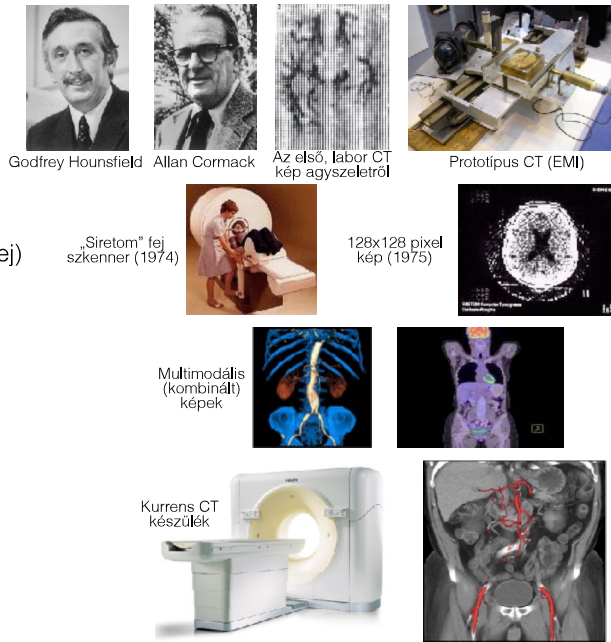 Godfrey Hounsfield
Allan Cormack
Az első, labor CT
kép agyszeletről
Prototípus CT (EMI)
ej)
„Siretom” fej
szkenner (1974)
128x128 pixel
kép (1975)
Multimodális
(kombinált)
képek
Kurrens CT
készülék
PHILIPS